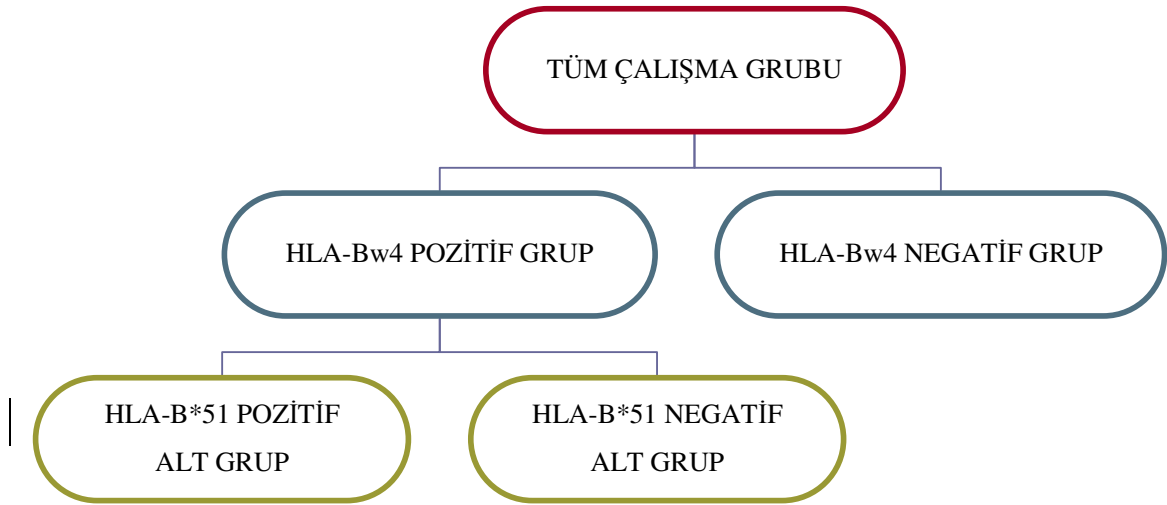 TÜM ÇALIŞMA GRUBU
HLA-Bw4 POZİTİF GRUP
HLA-Bw4 NEGATİF GRUP
HLA-B*51 POZİTİF
ALT GRUP
HLA-B*51 NEGATİF
ALT GRUP